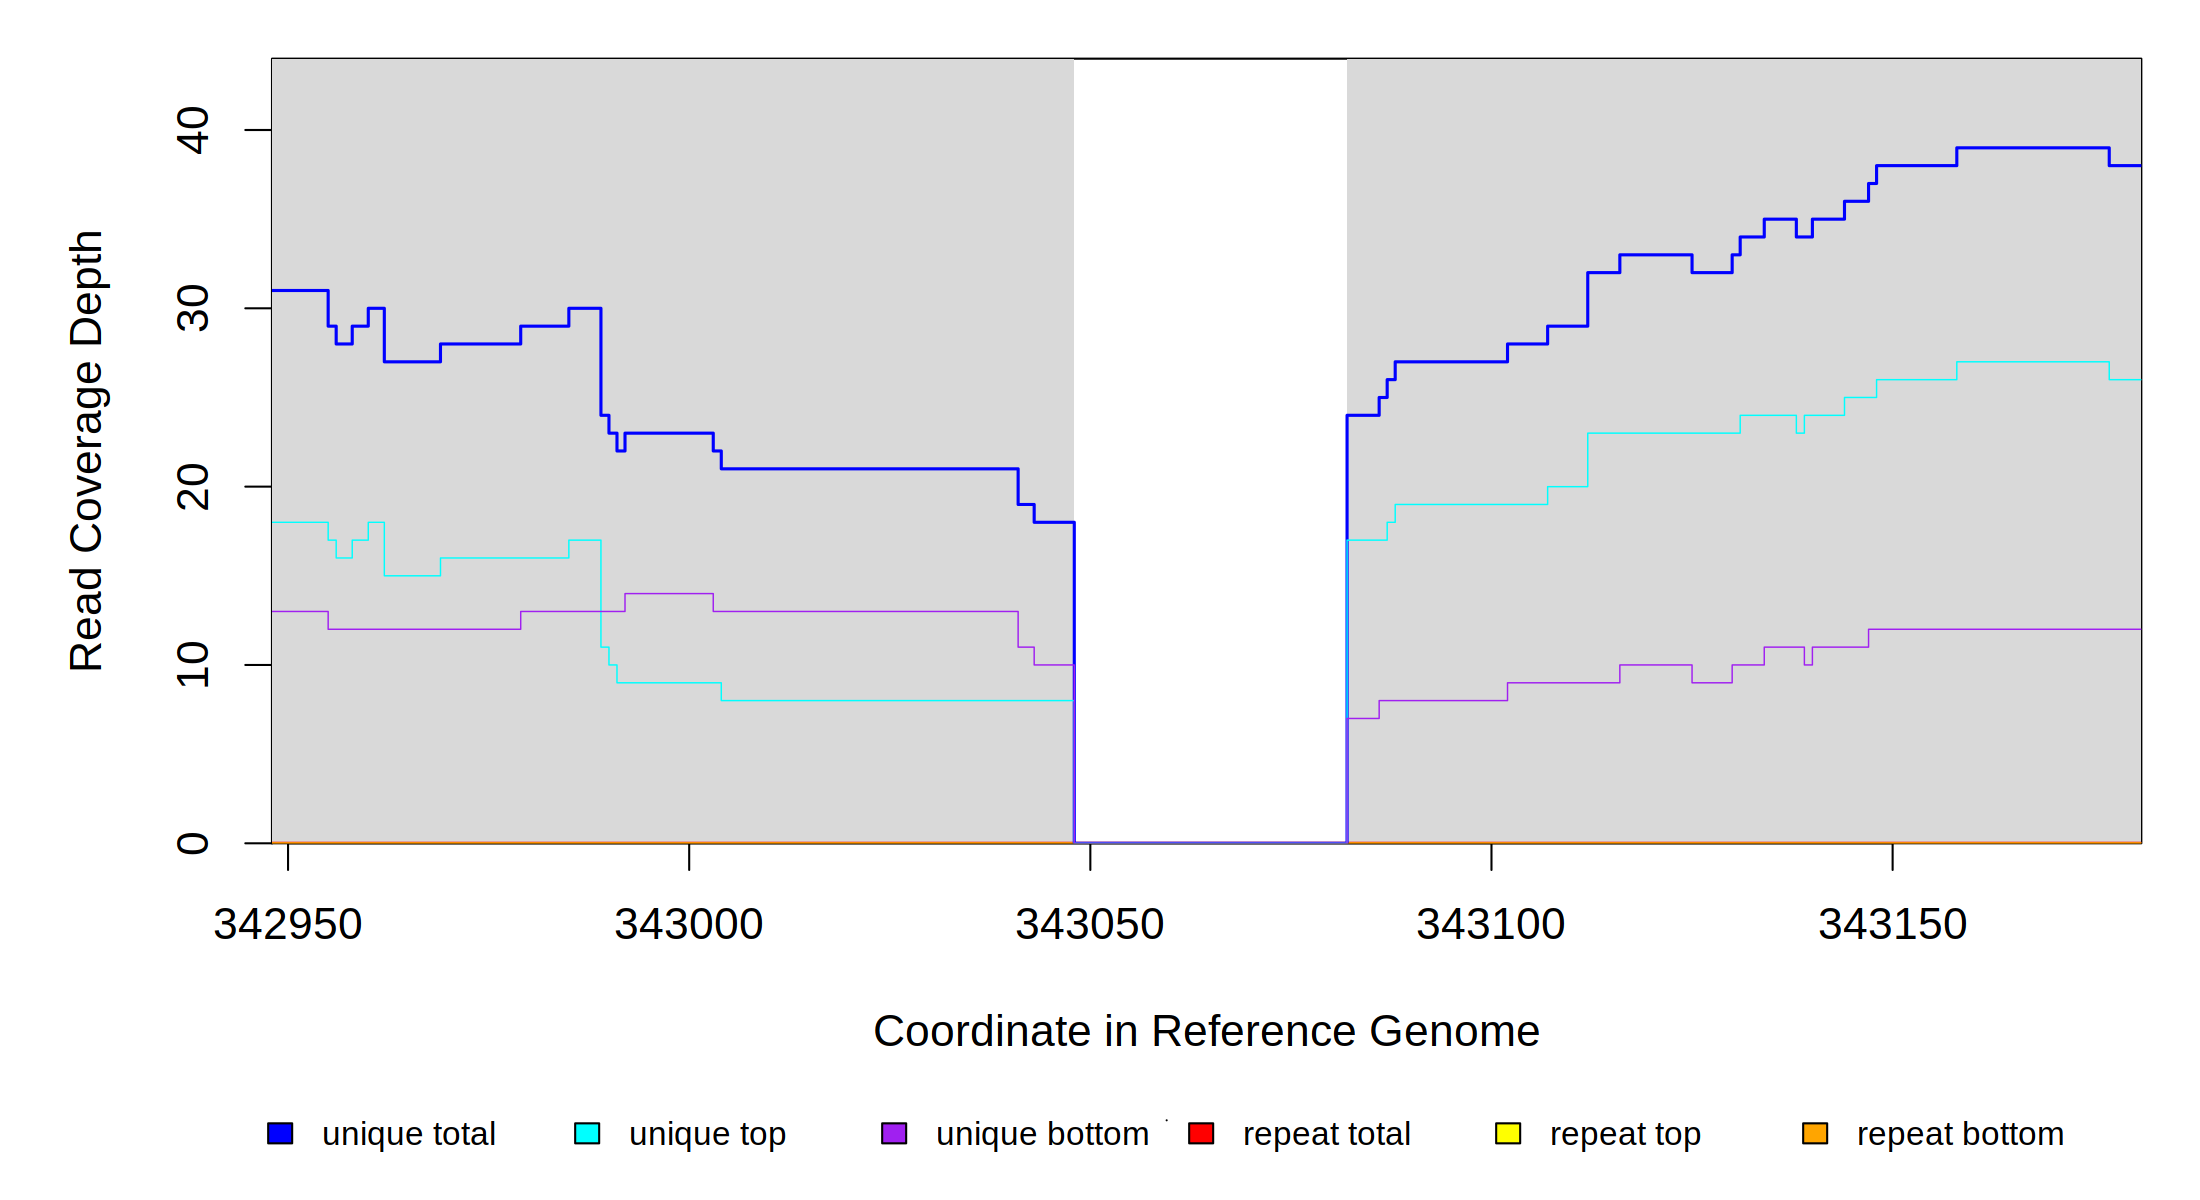 Read Coverage Depth
40
30
20
10
0
342950 343000 343050 343100 343150
Coordinate in Reference Genome
unique total unique top unique bottom repeat total repeat top repeat bottom